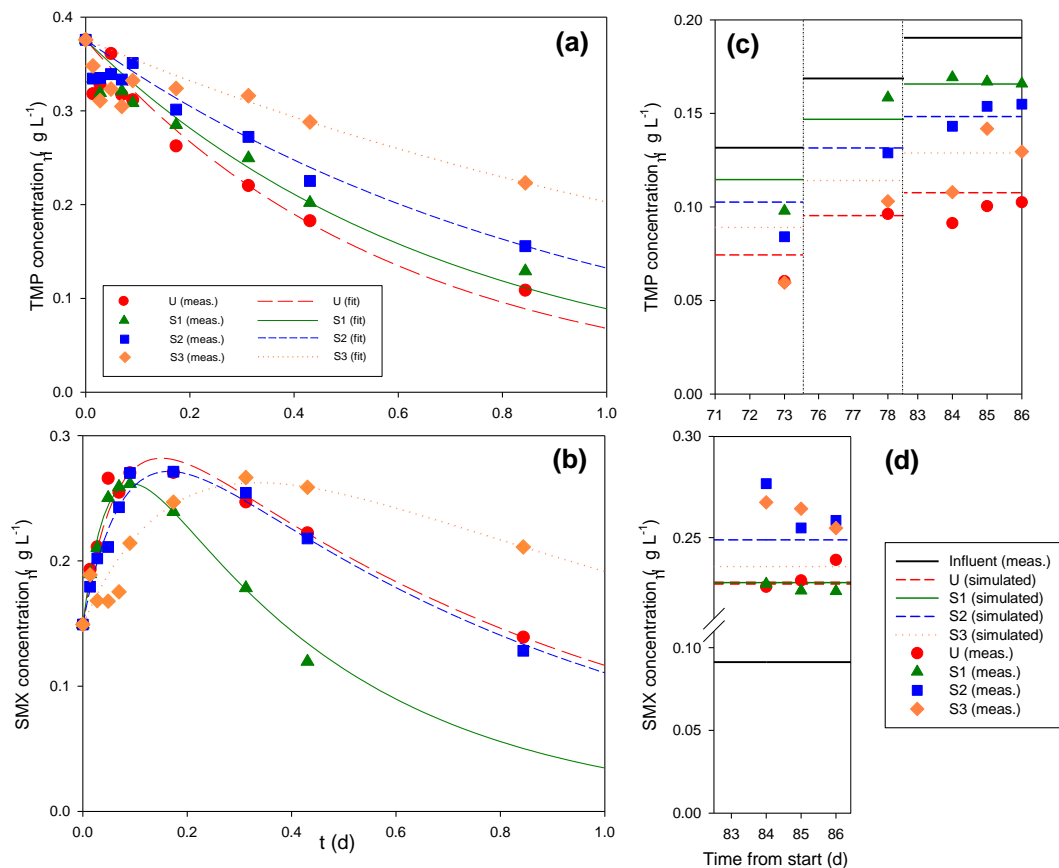 (a)
TMP concentration (η g L-1)
0.4
0.3
0.2
0.1
0.0
U (meas.)
S1 (meas.)
S2 (meas.)
S3 (meas.)
U (fit)
S1 (fit)
S2 (fit)
S3 (fit)
0.0 0.2 0.4 0.6 0.8 1.0
(c)
TMP concentration (η g L-1)
0.20
0.15
0.10
0.05
0.00
71 72 73 76 77 78 83 84 85 86
(b)
SMX concentration (η g L-1)
0.3
0.2
0.1
0.0
0.0 0.2 0.4 0.6 0.8 1.0
t (d)
(d)
SMX concentration (η g L-1)
0.30
0.25
0.10
0.05
0.00
83 84 85 86
Time from start (d)
Influent (meas.)
U (simulated)
S1 (simulated)
S2 (simulated)
S3 (simulated)
U (meas.)
S1 (meas.)
S2 (meas.)
S3 (meas.)